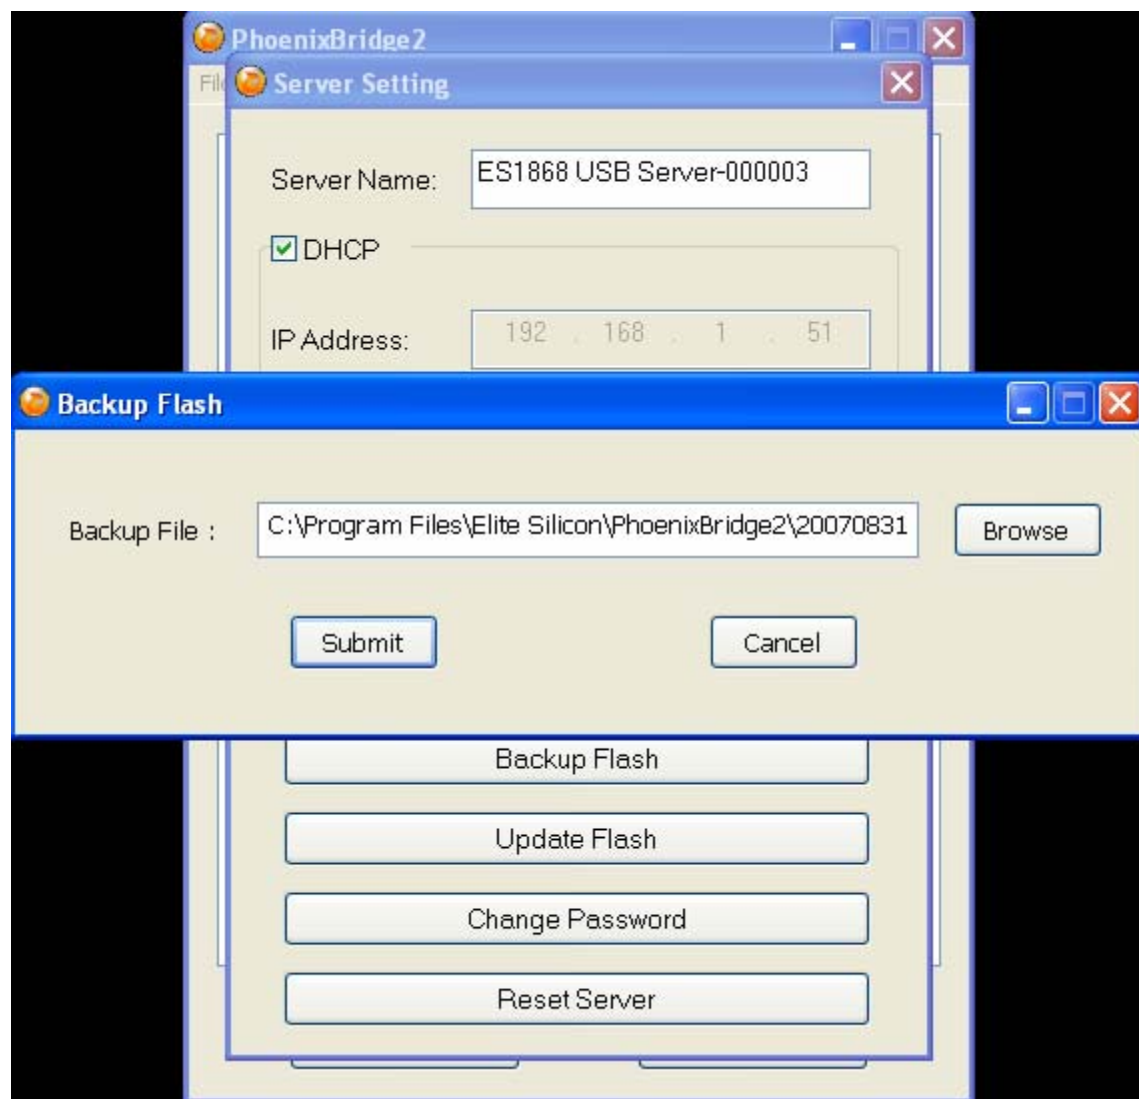 PhoenixBridge2
File
Server Setting
Server Name: ES1868 USB Server-000003
DHCP
IP Address: 192 . 168 . 1 . 51
Backup Flash
Backup File : C:\Program Files\Elite Silicon\PhoenixBridge2\20070831 Browse
Submit Cancel
Backup Flash
Update Flash
Change Password
Reset Server